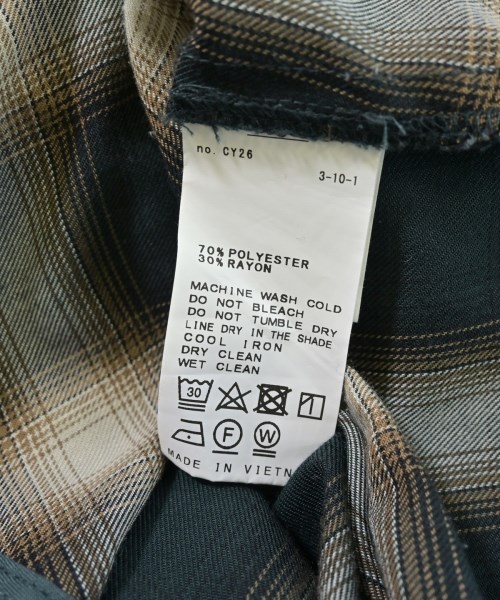 no. CY26
3-10-1
70% POLYESTER
30% RAYON
MACHINE WASH COLD
DO NOT BLEACH
DO NOT TUMBLE DRY
LINE DRY IN THE SHADE
COOL IRON
DRY CLEAN
WET CLEAN
30
F W
MADE IN VIETN